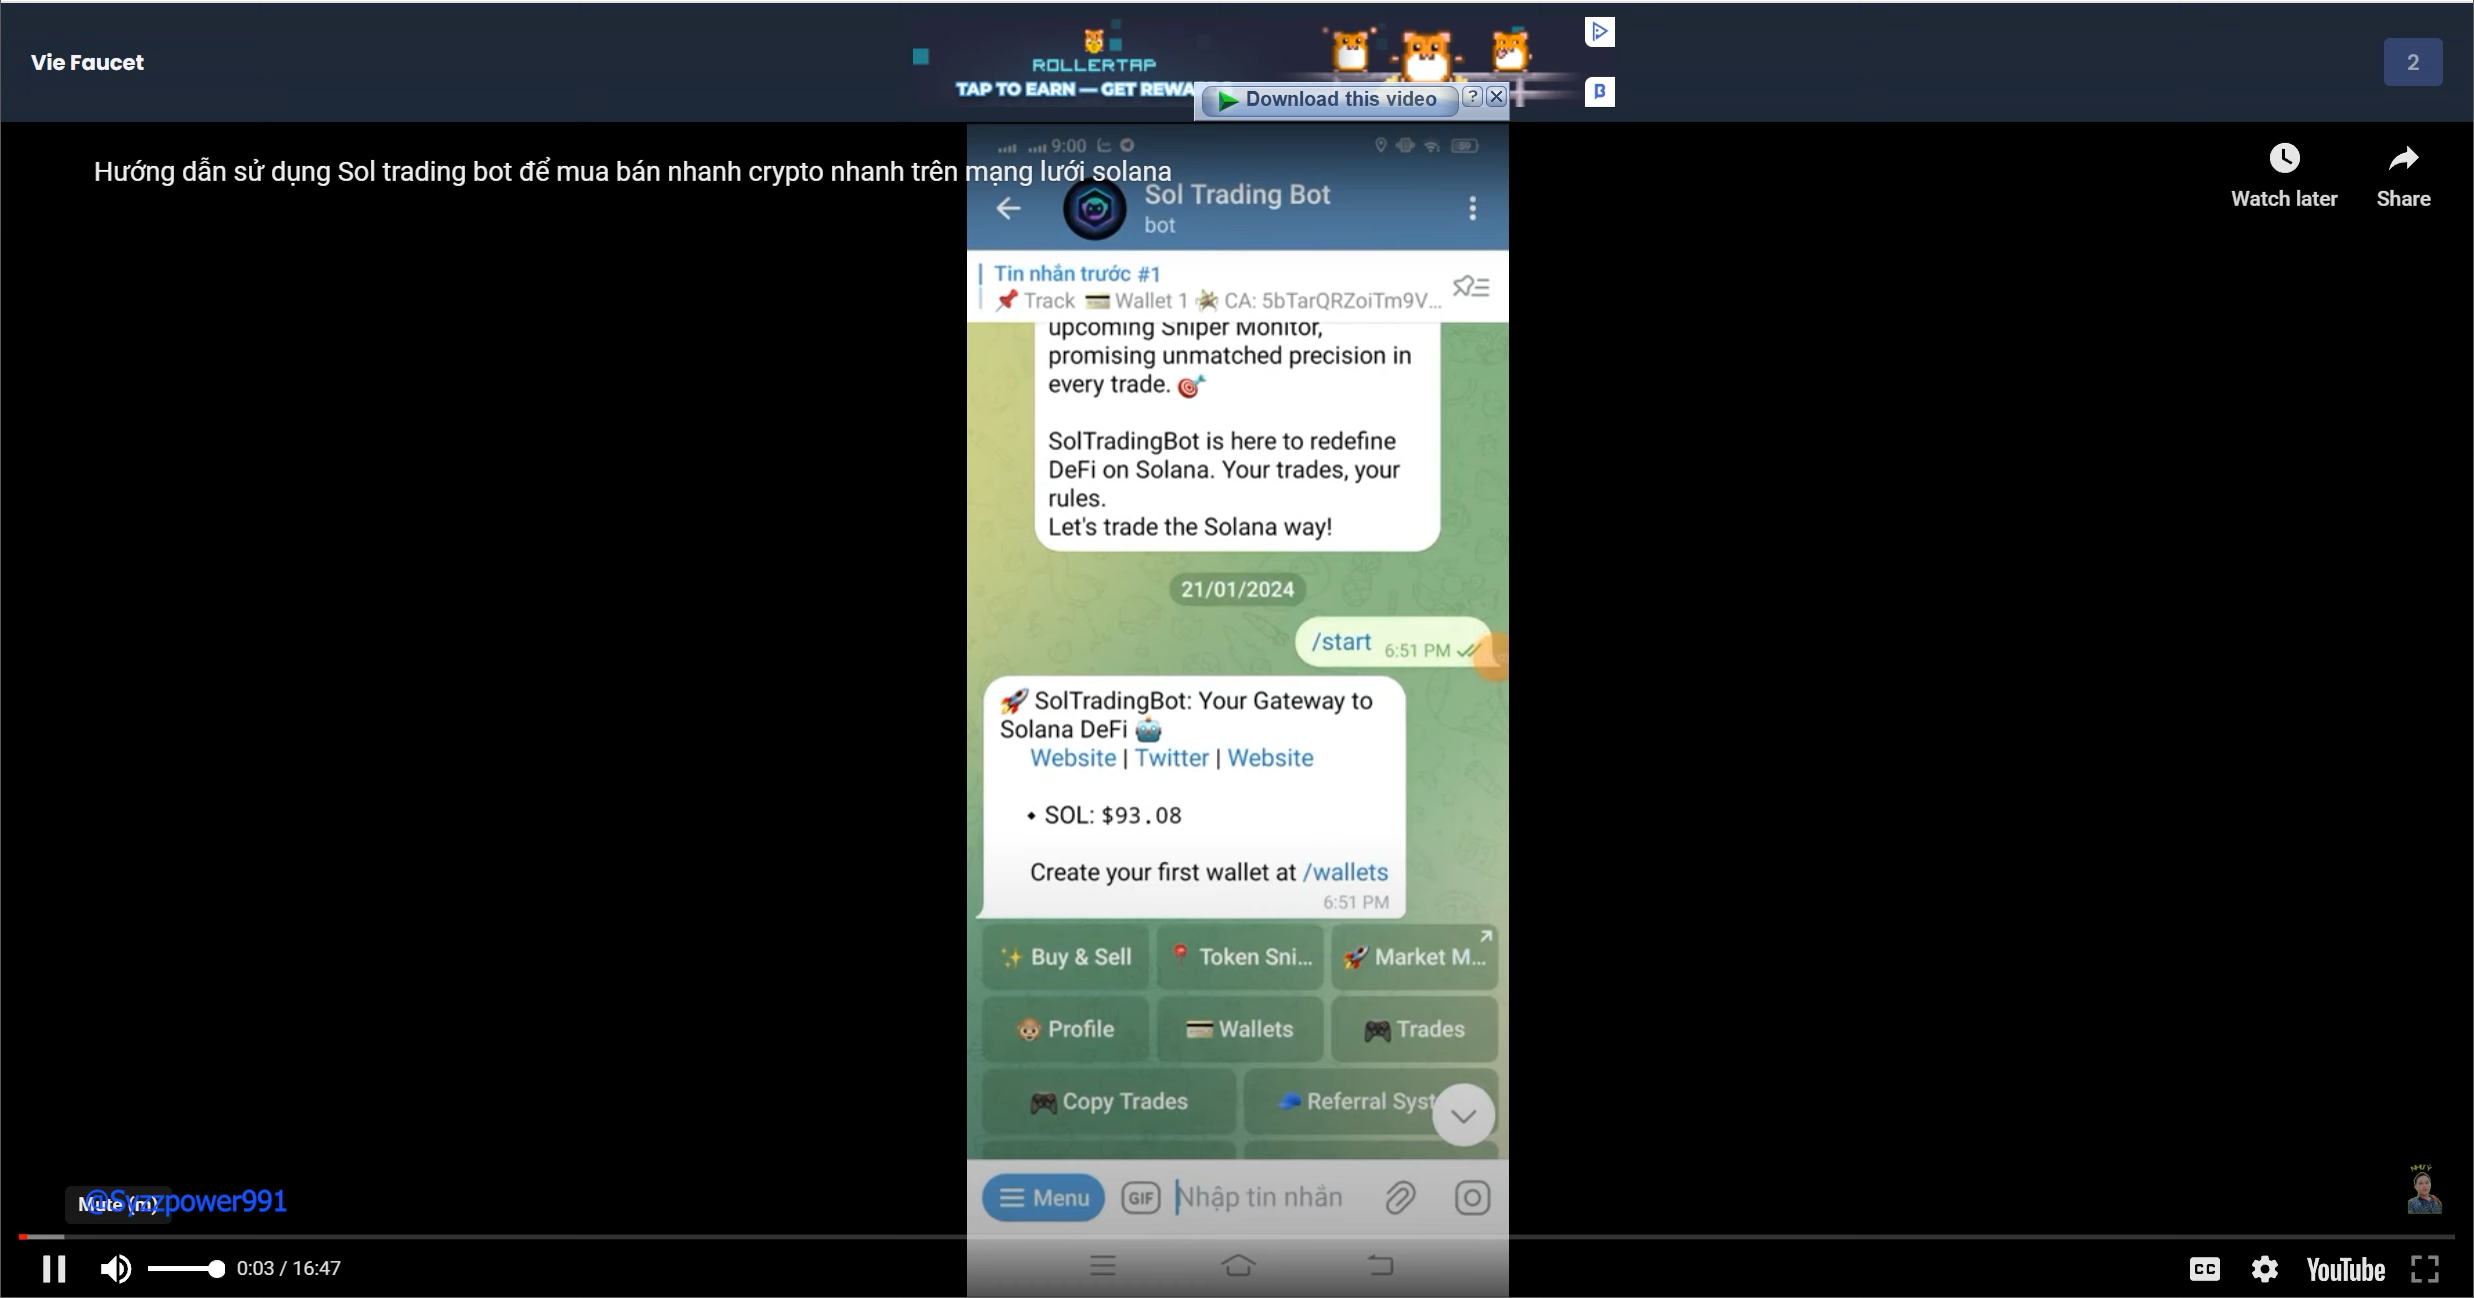 Vie Faucet
ROLLERTAP
TAP TO EARN — GET
Download this video
?
2
Hướng dẫn sử dụng Sol trading bot để mua bán nhanh crypto nhanh trên mạng lưới solana
Watch later
Share
9:00
Sol Trading Bot
bot
Tin nhắn trước #1
Track Wallet 1 CA: 5bTarQRZoiTm9V...
upcoming Sniper Monitor,
promising unmatched precision in
every trade.
SolTradingBot is here to redefine
DeFi on Solana. Your trades, your
rules.
Let's trade the Solana way!
21/01/2024
/start 6:51 PM
SolTradingBot: Your Gateway to
Solana DeFi
Website | Twitter | Website
• SOL: $93.08
Create your first wallet at /wallets
6:51 PM
Buy & Sell
Token Sni...
Market M...
Profile
Wallets
Trades
Copy Trades
Referral Syst
Menu
GIF
Nhập tin nhắn
Mute (m)
@Syzzpower991
0:03 / 16:47
CC
YouTube